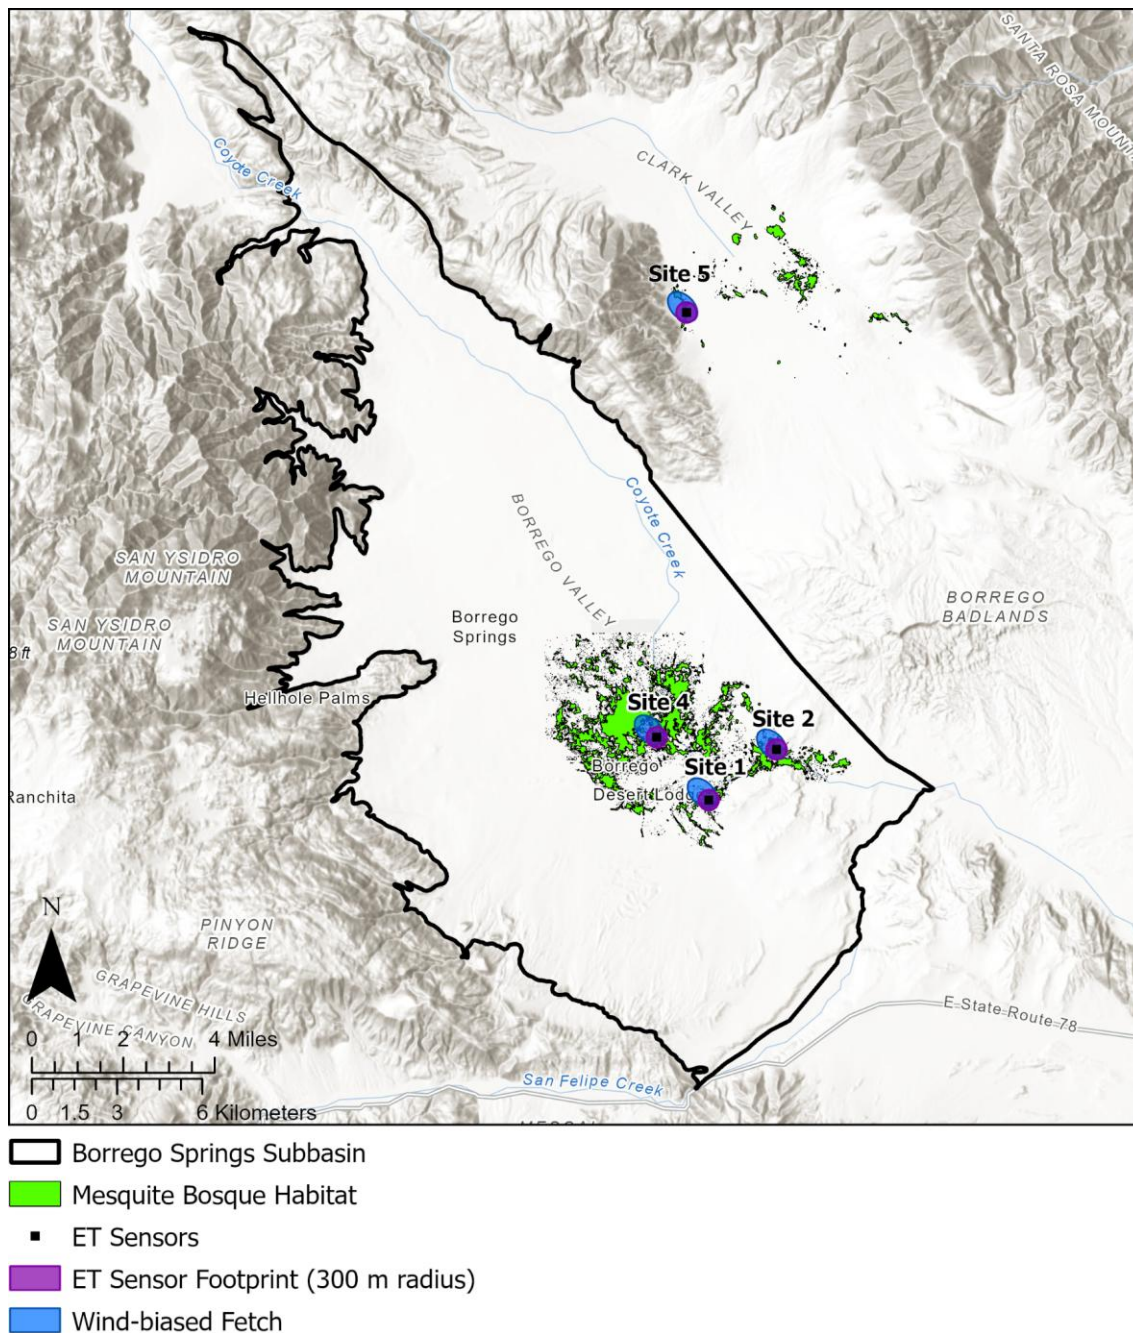 SANTA ROSA MOUNTA
Coyote Creek
CLARK VALLEY
Site 5
Coyote Creek
BORREGO VALLEY
SAN YSIDRO
MOUNTAIN
BORREGO
BADLANDS
Borrego
Springs
SAN YSIDRO
MOUNTAIN
8 ft
Hellhole Palms
Site 4
Site 2
Borrego
Site 1
Desert Lodg
Ranchita
N
PINYON
RIDGE
GRAPEVINE HILLS
GRAPEVINE CANYON
E State Route 78
0 1 2 4 Miles
San Felipe Creek
0 1.5 3 6 Kilometers
Borrego Springs Subbasin
Mesquite Bosque Habitat
ET Sensors
ET Sensor Footprint (300 m radius)
Wind-biased Fetch